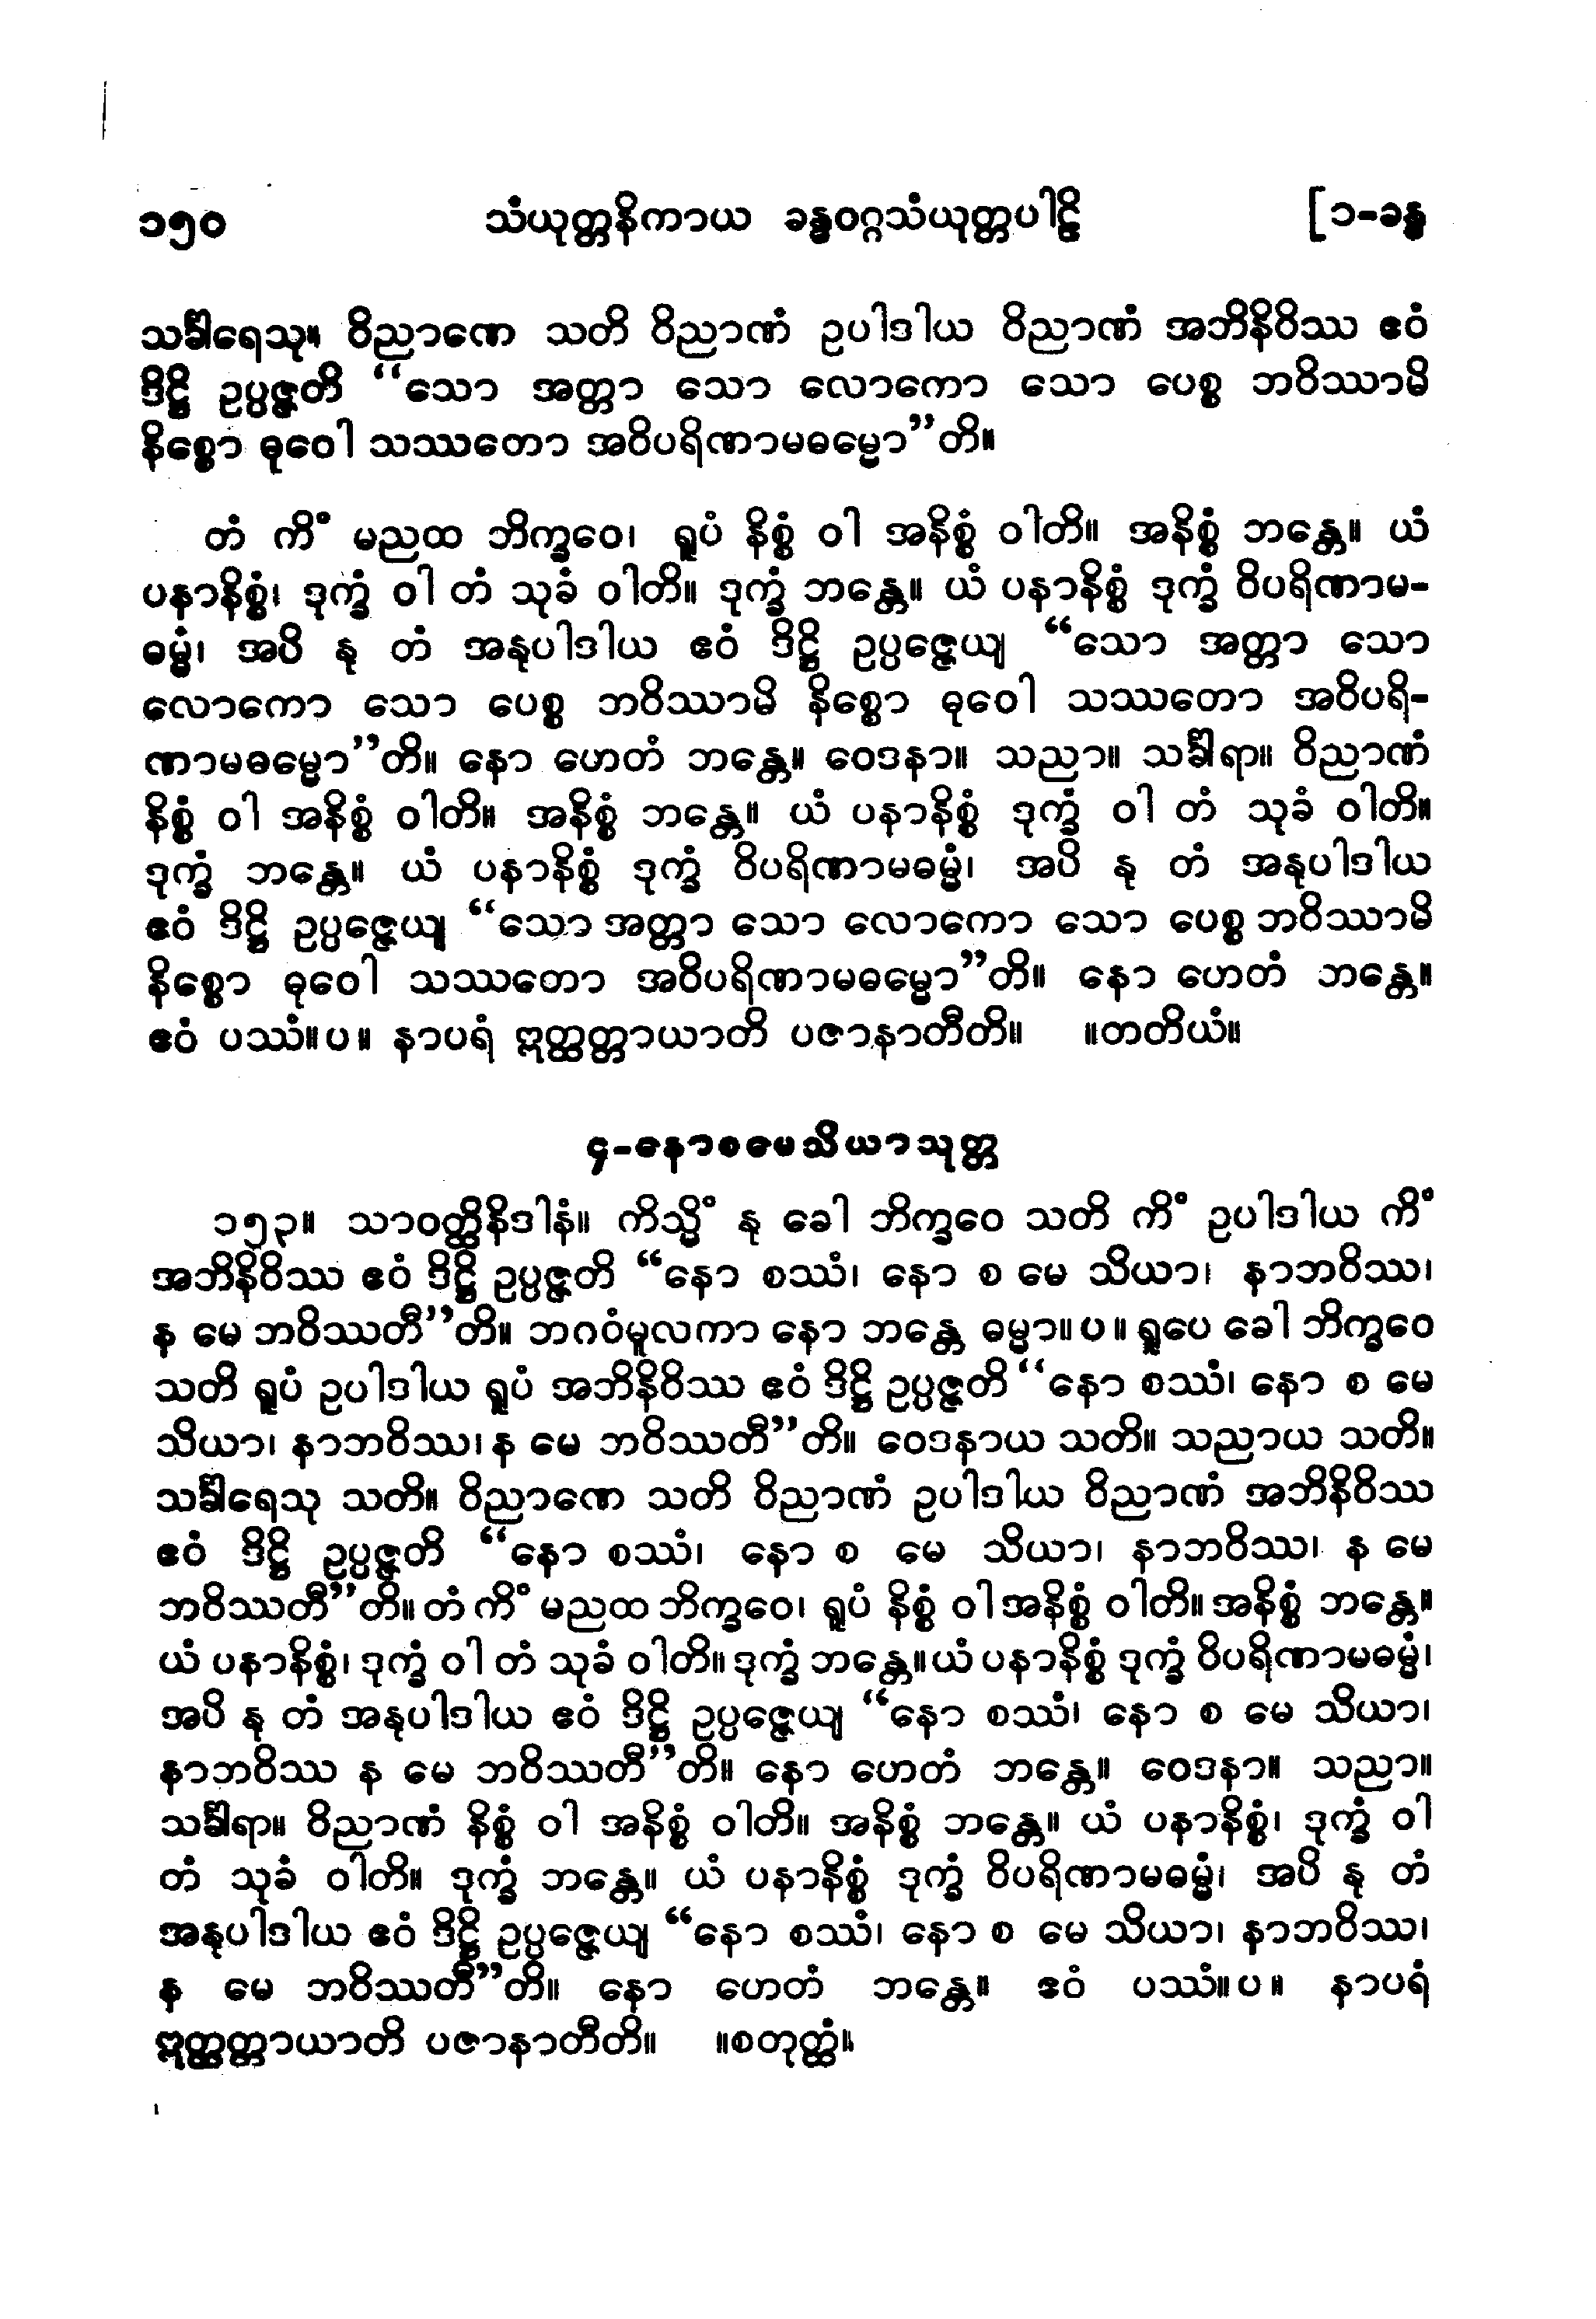 ၁၅၀ သံယုတ္တနိကာယ ခန္ဓဝဂ္ဂသံယုတ္တပါဠိ [၁-ခန္ဓ
သင်္ခါရေသု။ ဝိညာဏေ သတိ ဝိညာဏံ ဥပါဒါယ ဝိညာဏံ အဘိနိဝိဿ ဧဝံ
ဒိဋ္ဌိ ဥပ္ပဇ္ဇတိ “သော အတ္တာ သော လောကော သော ပေစ္စ ဘဝိဿာမိ
နိစ္စော ဓုဝေါ သဿတော အဝိပရိဏာမဓမ္မော”တိ။
တံ ကိံ မညထ ဘိက္ခဝေ၊ ရူပံ နိစ္စံ ဝါ အနိစ္စံ ဝါတိ။ အနိစ္စံ ဘန္တေ။ ယံ
ပနာနိစ္စံ၊ ဒုက္ခံ ဝါ တံ သုခံ ဝါတိ။ ဒုက္ခံ ဘန္တေ။ ယံ ပနာနိစ္စံ ဒုက္ခံ ဝိပရိဏာမ-
ဓမ္မံ၊ အပိ နု တံ အနုပါဒါယ ဧဝံ ဒိဋ္ဌိ ဥပ္ပဇ္ဇေယျ “သော အတ္တာ သော
လောကော သော ပေစ္စ ဘဝိဿာမိ နိစ္စော ဓုဝေါ သဿတော အဝိပရိ-
ဏာမဓမ္မော”တိ။ နော ဟေတံ ဘန္တေ။ ဝေဒနာ။ သညာ။ သင်္ခါရာ။ ဝိညာဏံ
နိစ္စံ ဝါ အနိစ္စံ ဝါတိ။ အနိစ္စံ ဘန္တေ။ ယံ ပနာနိစ္စံ ဒုက္ခံ ဝါ တံ သုခံ ဝါတိ။
ဒုက္ခံ ဘန္တေ။ ယံ ပနာနိစ္စံ ဒုက္ခံ ဝိပရိဏာမဓမ္မံ၊ အပိ နု တံ အနုပါဒါယ
ဧဝံ ဒိဋ္ဌိ ဥပ္ပဇ္ဇေယျ “သော အတ္တာ သော လောကော သော ပေစ္စ ဘဝိဿာမိ
နိစ္စော ဓုဝေါ သဿတော အဝိပရိဏာမဓမ္မော”တိ။ နော ဟေတံ ဘန္တေ။
ဧဝံ ပဿံ။ပ။ နာပရံ ဣတ္ထတ္တာယာတိ ပဇာနာတီတိ။ ။တတိယံ။
၄-နောစမေသိယာသုတ္တ
၁၅၃။ သာဝတ္ထိနိဒါနံ။ ကိသ္မိံ နု ခေါ ဘိက္ခဝေ သတိ ကိံ ဥပါဒါယ ကိံ
အဘိနိဝိဿ ဧဝံ ဒိဋ္ဌိ ဥပ္ပဇ္ဇတိ “နော စဿံ၊ နော စ မေ သိယာ၊ နာဘဝိဿ၊
န မေ ဘဝိဿတီ”တိ။ ဘဂဝံမူလကာ နော ဘန္တေ ဓမ္မာ။ပ။ ရူပေ ခေါ ဘိက္ခဝေ
သတိ ရူပံ ဥပါဒါယ ရူပံ အဘိနိဝိဿ ဧဝံ ဒိဋ္ဌိ ဥပ္ပဇ္ဇတိ “နော စဿံ၊ နော စ မေ
သိယာ၊ နာဘဝိဿ၊ န မေ ဘဝိဿတီ”တိ။ ဝေဒနာယ သတိ။ သညာယ သတိ။
သင်္ခါရေသု သတိ။ ဝိညာဏေ သတိ ဝိညာဏံ ဥပါဒါယ ဝိညာဏံ အဘိနိဝိဿ
ဧဝံ ဒိဋ္ဌိ ဥပ္ပဇ္ဇတိ “နော စဿံ၊ နော စ မေ သိယာ၊ နာဘဝိဿ၊ န မေ
ဘဝိဿတီ”တိ။ တံ ကိံ မညထ ဘိက္ခဝေ၊ ရူပံ နိစ္စံ ဝါ အနိစ္စံ ဝါတိ။ အနိစ္စံ ဘန္တေ။
ယံ ပနာနိစ္စံ၊ ဒုက္ခံ ဝါ တံ သုခံ ဝါတိ။ ဒုက္ခံ ဘန္တေ။ ယံ ပနာနိစ္စံ ဒုက္ခံ ဝိပရိဏာမဓမ္မံ၊
အပိ နု တံ အနုပါဒါယ ဧဝံ ဒိဋ္ဌိ ဥပ္ပဇ္ဇေယျ “နော စဿံ၊ နော စ မေ သိယာ၊
နာဘဝိဿ န မေ ဘဝိဿတီ”တိ။ နော ဟေတံ ဘန္တေ။ ဝေဒနာ။ သညာ။
သင်္ခါရာ။ ဝိညာဏံ နိစ္စံ ဝါ အနိစ္စံ ဝါတိ။ အနိစ္စံ ဘန္တေ။ ယံ ပနာနိစ္စံ၊ ဒုက္ခံ ဝါ
တံ သုခံ ဝါတိ။ ဒုက္ခံ ဘန္တေ။ ယံ ပနာနိစ္စံ ဒုက္ခံ ဝိပရိဏာမဓမ္မံ၊ အပိ နု တံ
အနုပါဒါယ ဧဝံ ဒိဋ္ဌိ ဥပ္ပဇ္ဇေယျ “နော စဿံ၊ နော စ မေ သိယာ၊ နာဘဝိဿ၊
န မေ ဘဝိဿတီ”တိ။ နော ဟေတံ ဘန္တေ။ ဧဝံ ပဿံ။ပ။ နာပရံ
ဣတ္ထတ္တာယာတိ ပဇာနာတီတိ။ ။စတုတ္ထံ။